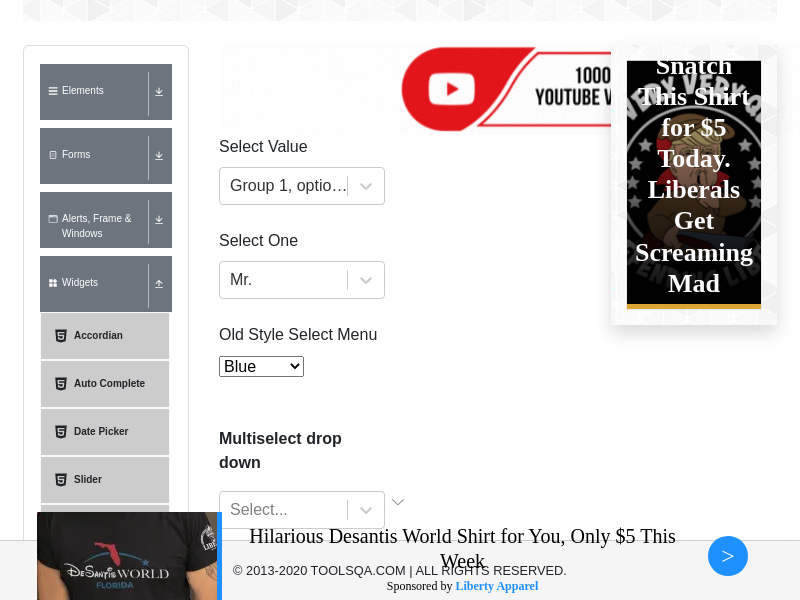 Elements
Forms
Alerts, Frame &
Windows
Widgets
Accordian
Auto Complete
Date Picker
Slider
1000
YOUTUBE V
Select Value
Group 1, optio...
Select One
Mr.
Old Style Select Menu
Blue
Multiselect drop
down
Select...
Snatch
This Shirt
for $5
Today.
Liberals
Get
Screaming
Mad
DeSantis WORLD
FLORIDA
Hilarious Desantis World Shirt for You, Only $5 This
Week
>
© 2013-2020 TOOLSQA.COM | ALL RIGHTS RESERVED.
Sponsored by Liberty Apparel